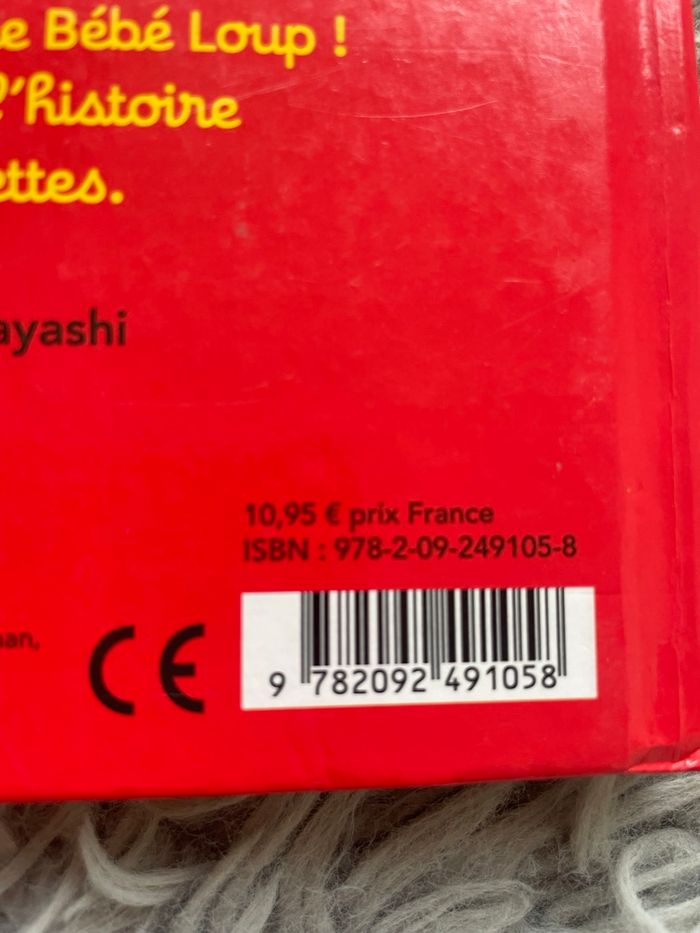 e Bébé Loup !
l'histoire
ettes.
ayashi
10,95 € prix France
ISBN : 978-2-09-249105-8
an,
CE
9 782092 491058